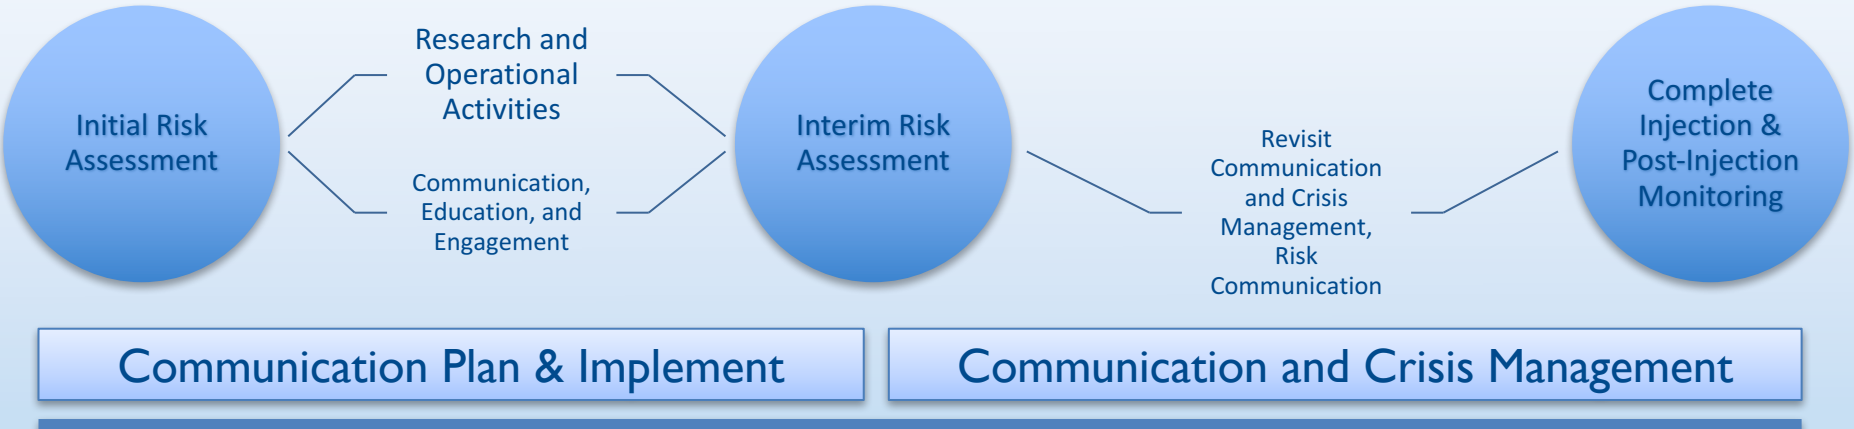 Initial Risk
Assessment
Research and
Operational
Activities
Communication,
Education, and
Engagement
Interim Risk
Assessment
Revisit
Communication
and Crisis
Management,
Risk
Communication
Complete
Injection &
Post-Injection
Monitoring
Communication Plan & Implement
Communication and Crisis Management